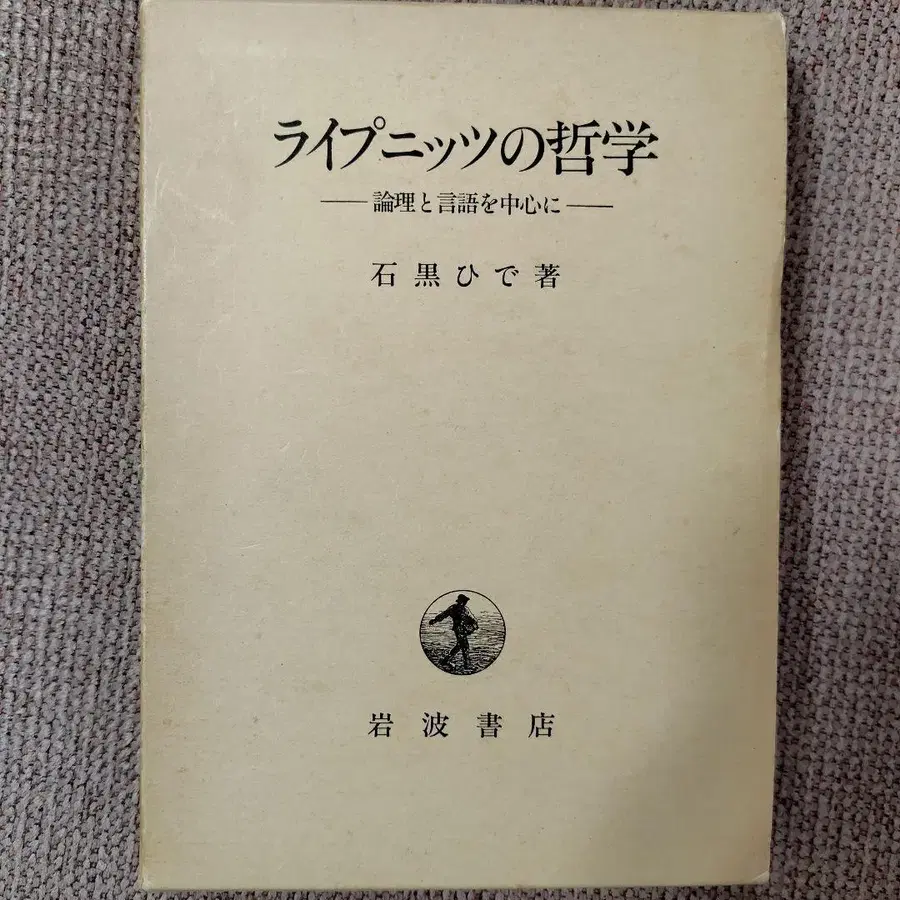 ライプニッツの哲学
――論理と言語を中心に――
石黒ひで著
岩波書店